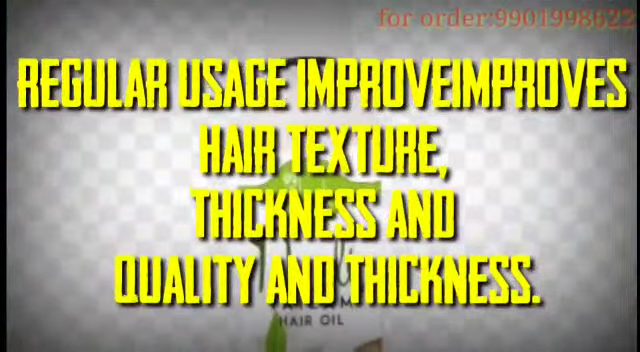 for order:9901998622
REGULAR USAGE IMPROVEIMPROVES
HAIR TEXTURE,
THICKNESS AND
QUALITY AND THICKNESS.
HAIR OIL